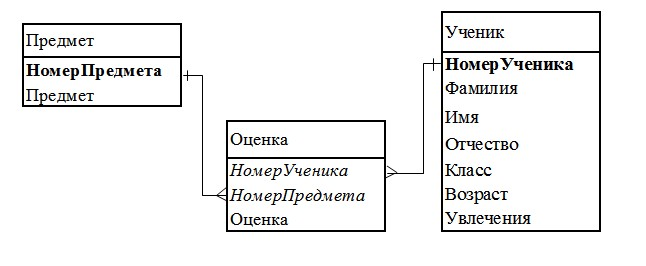 Предмет
НомерПредмета
Предмет
Оценка
НомерУченика
НомерПредмета
Оценка
Ученик
НомерУченика
Фамилия
Имя
Отчество
Класс
Возраст
Увлечения